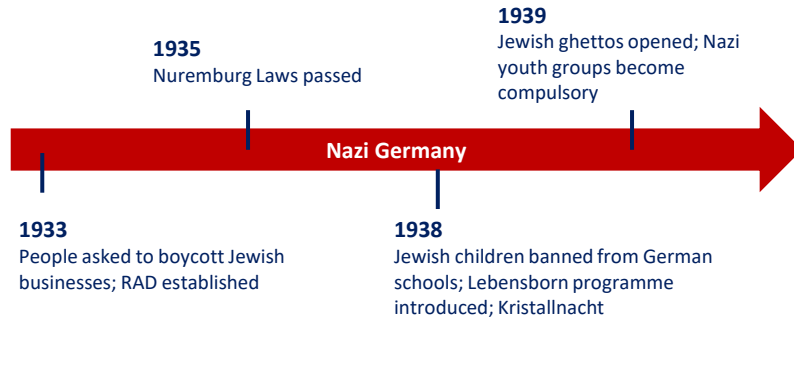 1939
Jewish ghettos opened; Nazi
youth groups become
compulsory
1935
Nuremburg Laws passed
Nazi Germany
1933
People asked to boycott Jewish
businesses; RAD established
1938
Jewish children banned from German
schools; Lebensborn programme
introduced; Kristallnacht